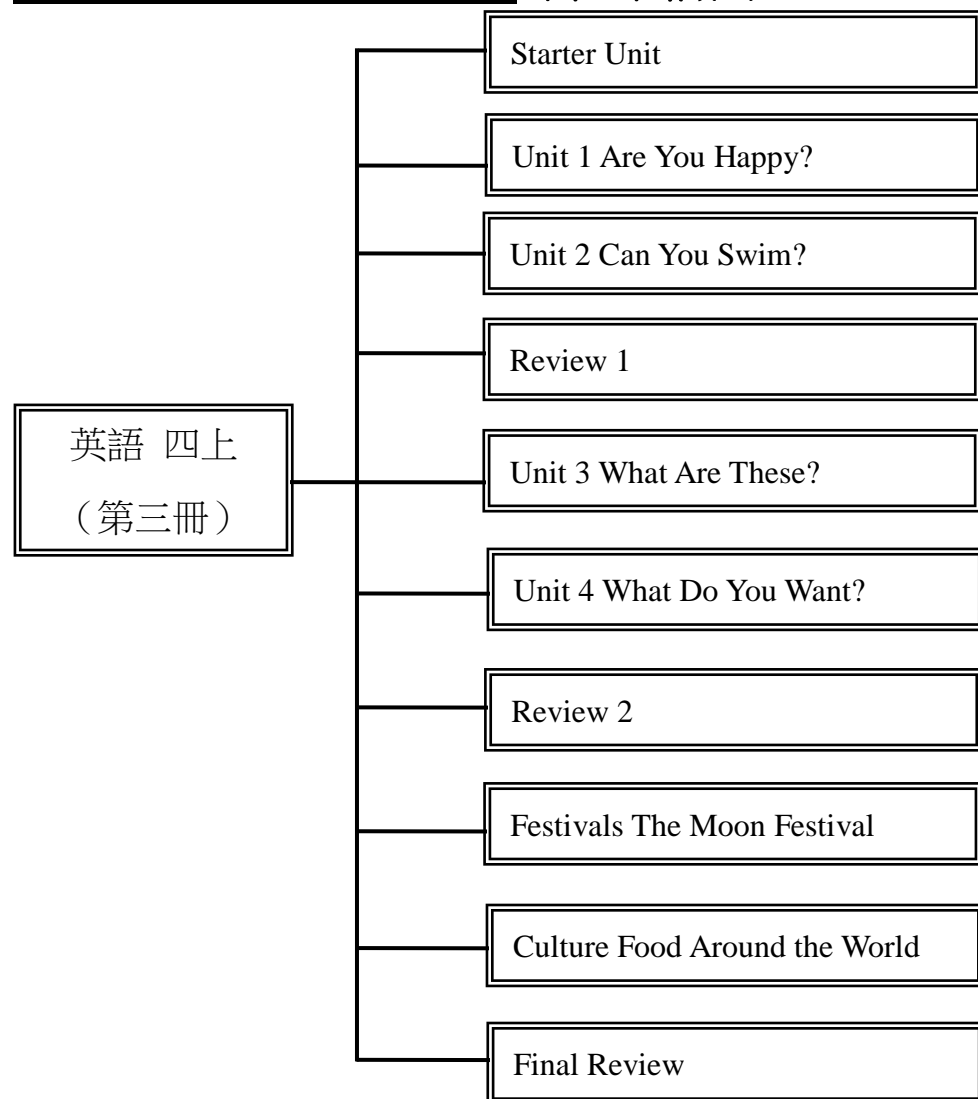 Starter Unit
Unit 1 Are You Happy?
Unit 2 Can You Swim?
Review 1
英語 四上
（第三冊）
Unit 3 What Are These?
Unit 4 What Do You Want?
Review 2
Festivals The Moon Festival
Culture Food Around the World
Final Review